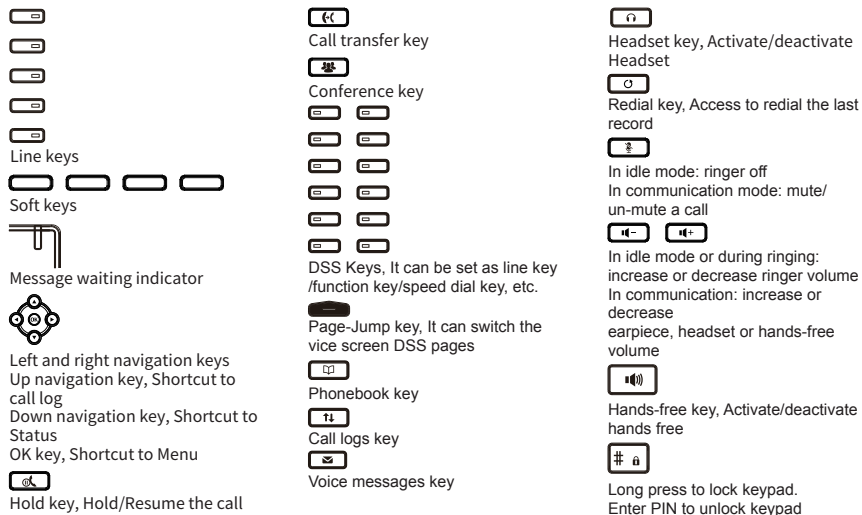 Line keys
Soft keys
Message waiting indicator
OK
Left and right navigation keys
Up navigation key, Shortcut to
call log
Down navigation key, Shortcut to
Status
OK key, Shortcut to Menu
Hold key, Hold/Resume the call
Call transfer key
Conference key
DSS Keys, It can be set as line key
/function key/speed dial key, etc.
Page-Jump key, It can switch the
vice screen DSS pages
Phonebook key
Call logs key
Voice messages key
Headset key, Activate/deactivate
Headset
Redial key, Access to redial the last
record
In idle mode: ringer off
In communication mode: mute/
un-mute a call
− +
In idle mode or during ringing:
increase or decrease ringer volume
In communication: increase or
decrease
earpiece, headset or hands-free
volume
Hands-free key, Activate/deactivate
hands free
#
Long press to lock keypad.
Enter PIN to unlock keypad